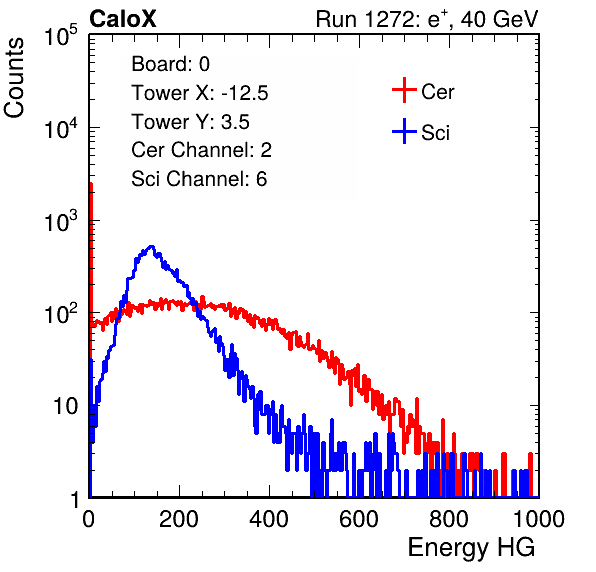 CaloX Run 1272: e⁺, 40 GeV
Counts
Board: 0
Tower X: -12.5
Tower Y: 3.5
Cer Channel: 2
Sci Channel: 6
Cer
Sci
10⁵
10⁴
10³
10²
10
1
0 200 400 600 800 1000
Energy HG